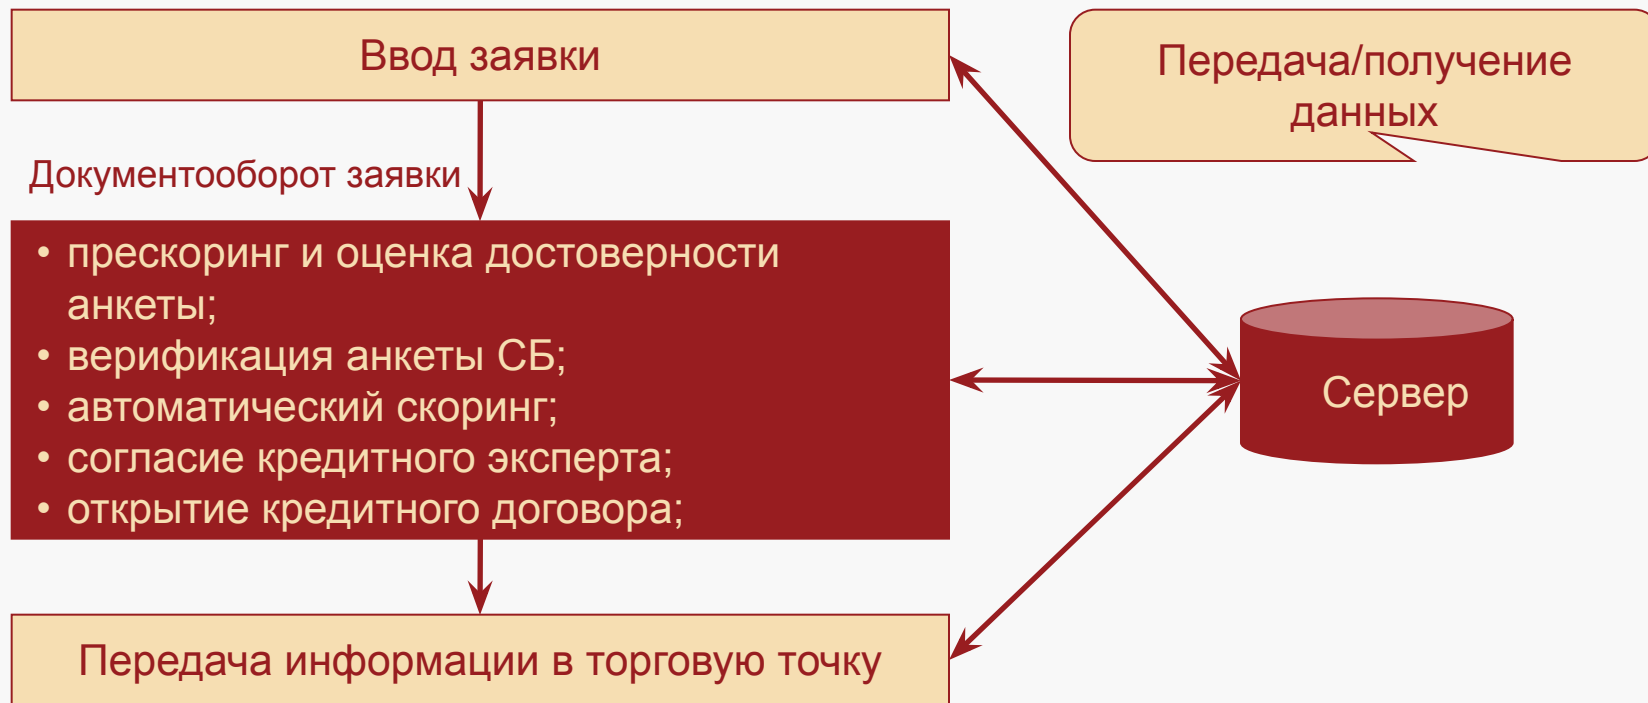 Ввод заявки
Передача/получение
данных
Документооборот заявки
• прескоринг и оценка достоверности
анкеты;
• верификация анкеты СБ;
• автоматический скоринг;
• согласие кредитного эксперта;
• открытие кредитного договора;
Сервер
Передача информации в торговую точку